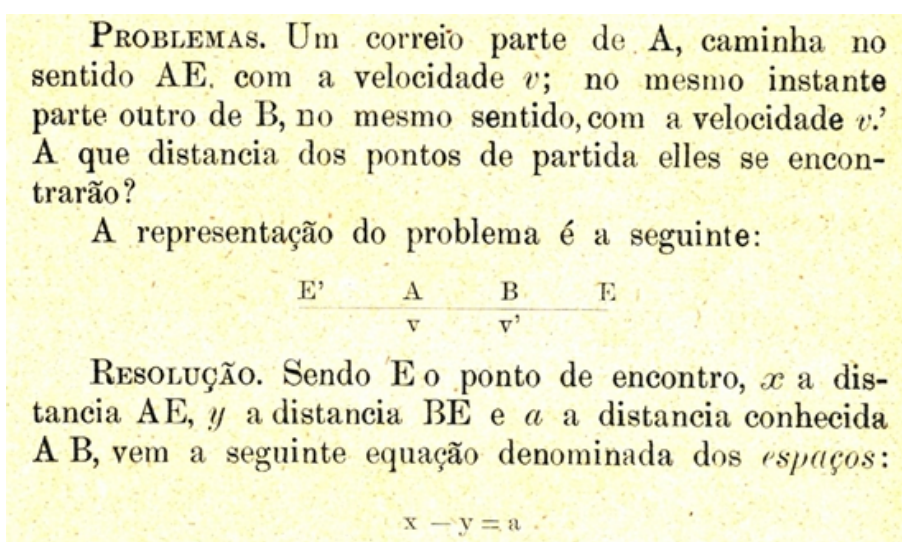 PROBLEMAS. Um correio parte de A, caminha no
sentido AE. com a velocidade v; no mesmo instante
parte outro de B, no mesmo sentido, com a velocidade v.’
A que distancia dos pontos de partida elles se encon-
trarão?
A representação do problema é a seguinte:
E’ A B E
v v’
RESOLUÇÃO. Sendo E o ponto de encontro, x a dis-
tancia AE, y a distancia BE e a a distancia conhecida
A B, vem a seguinte equação denominada dos espaços:
x — y = a